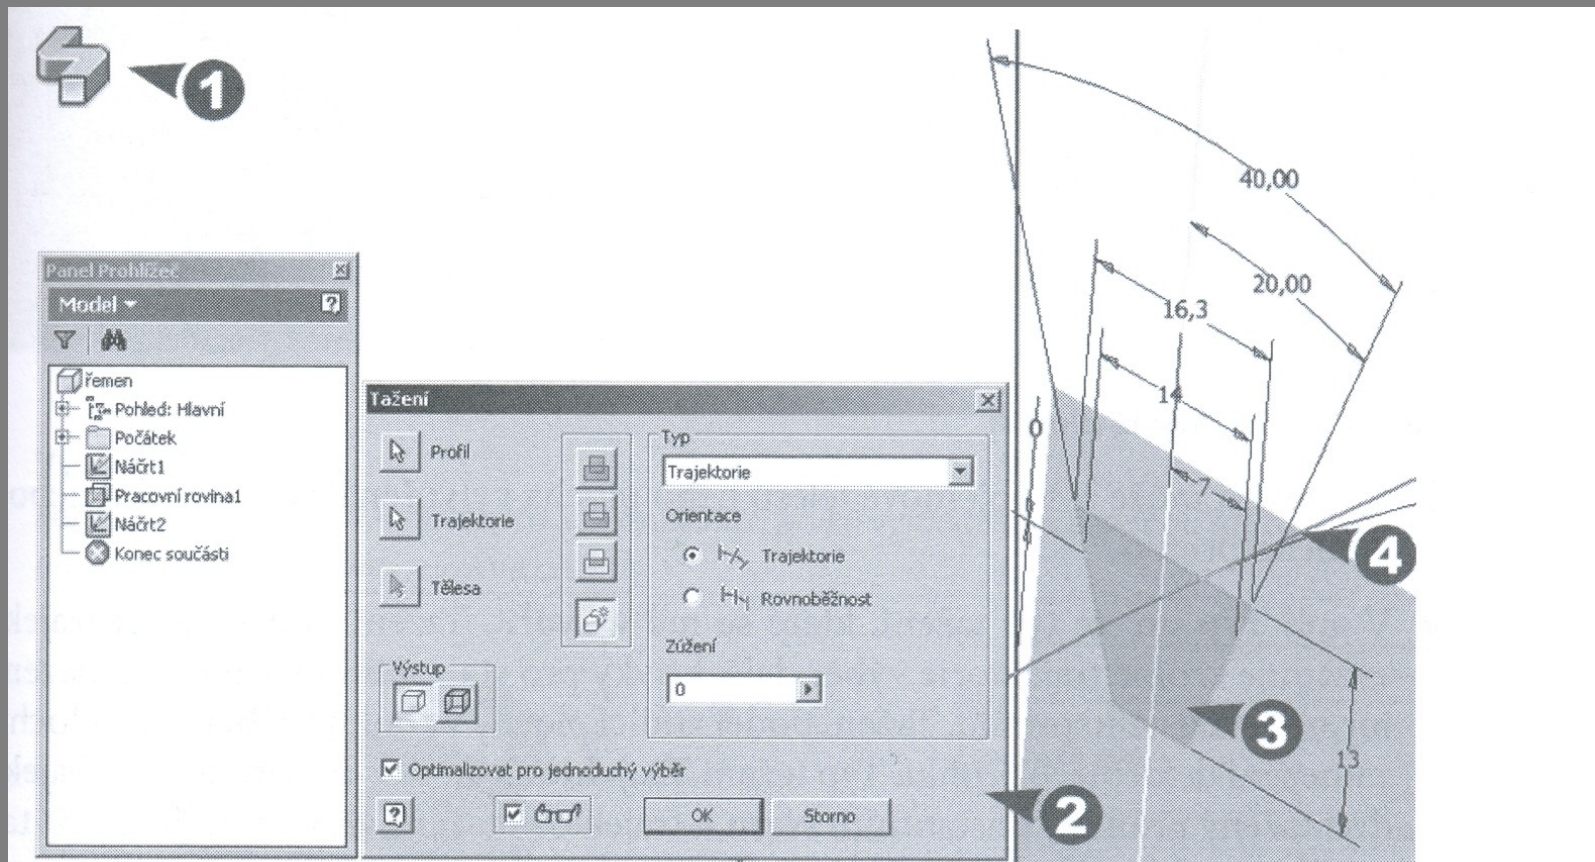 1
Panel Prohlížeč
Model
řemen
Pohled: Hlavní
Počátek
Náčrt1
Pracovní rovina1
Náčrt2
Konec součásti
Tažení
Profil
Trajektorie
Tělesa
Výstup
Typ
Trajektorie
Orientace
Trajektorie
Rovnoběžnost
Zúžení
0
Optimalizovat pro jednoduchý výběr
OK
Storno
2
40,00
20,00
16,3
14
0
7
4
3
13